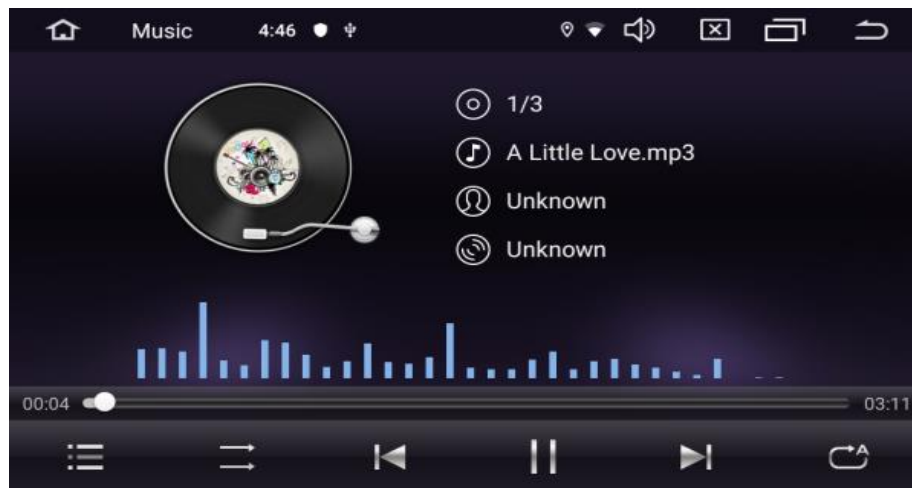 Music 4:46
1/3
A Little Love.mp3
Unknown
Unknown
00:04 03:11
A